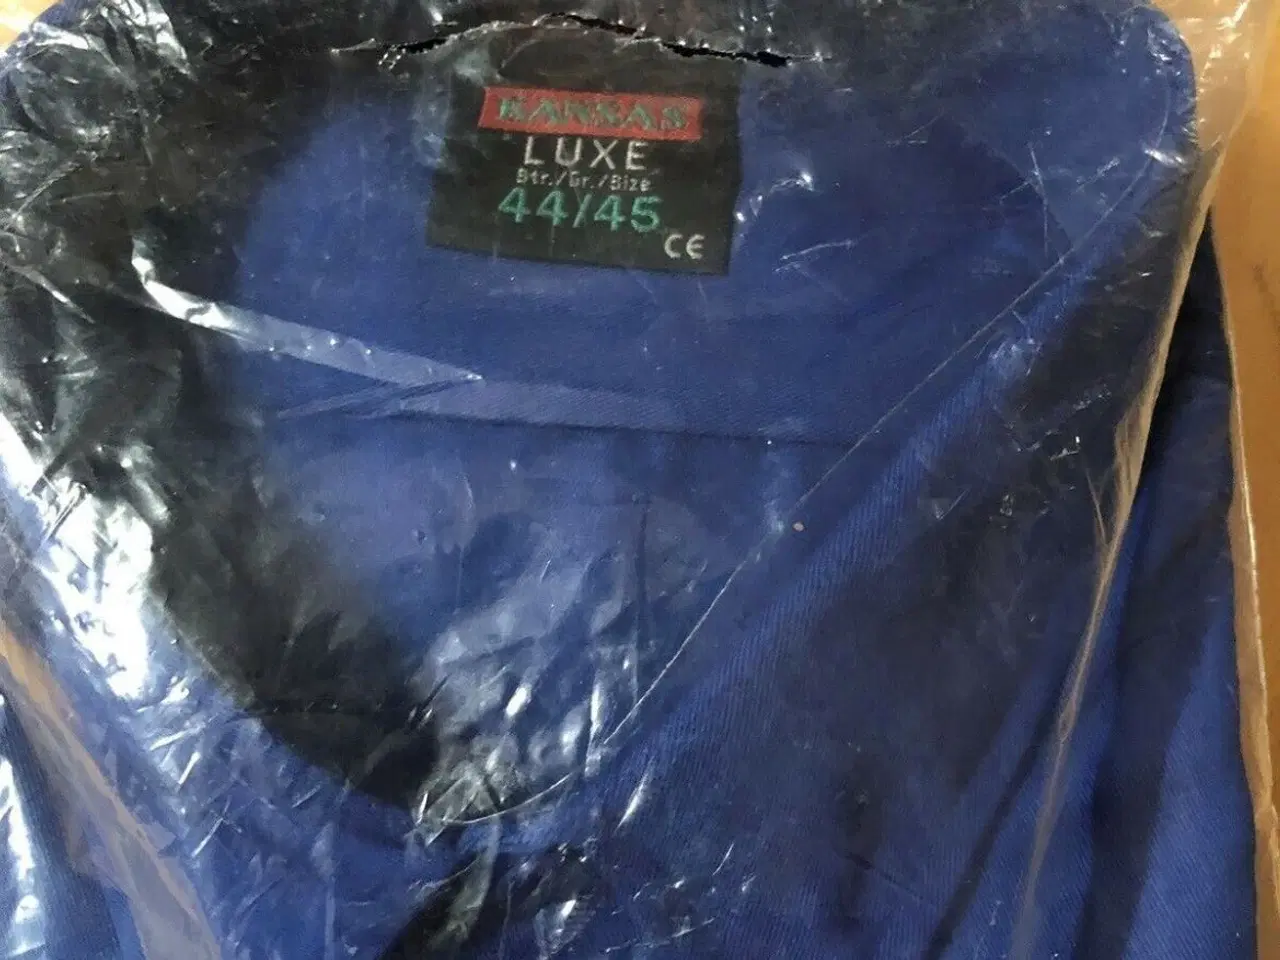 KANSAS
LUXE
Str./Gr./Size
44/45
CE